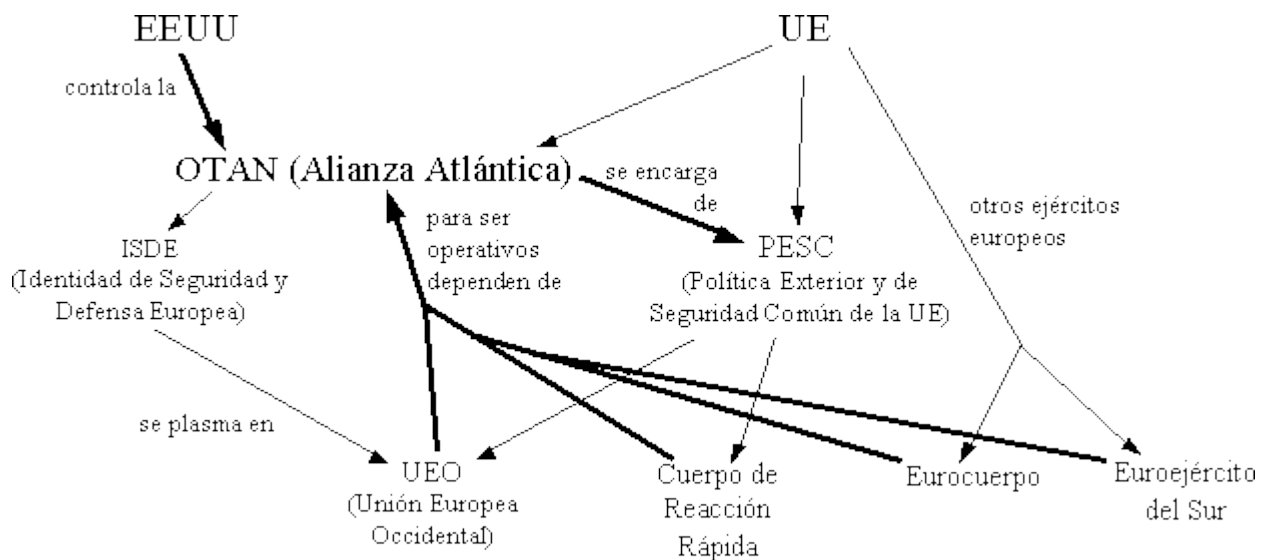 EEUU
UE
controla la
OTAN (Alianza Atlántica)
se encarga
de
para ser
operativos
dependen de
otros ejércitos
europeos
ISDE
(Identidad de Seguridad y
Defensa Europea)
PESC
(Política Exterior y de
Seguridad Común de la UE)
se plasma en
UEO
(Unión Europea
Occidental)
Cuerpo de
Reacción
Rápida
Eurocuerpo
Euroejército
del Sur